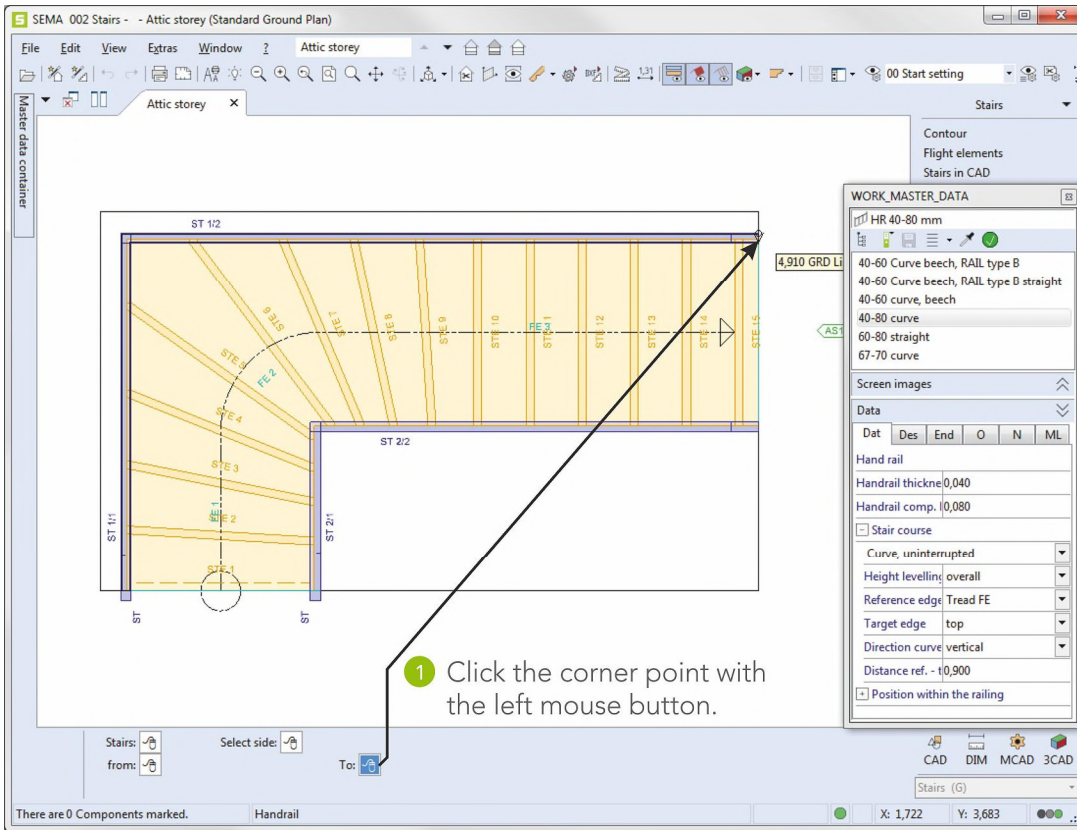 SEMA 002 Stairs - - Attic storey (Standard Ground Plan)
File Edit View Extras Window ? Attic storey
00 Start setting
Master data container
Attic storey ×
Stairs
Contour
Flight elements
Stairs in CAD
WORK_MASTER_DATA
HR 40-80 mm
40-60 Curve beech, RAIL type B
40-60 Curve beech, RAIL type B straight
40-60 curve, beech
40-80 curve
60-80 straight
67-70 curve
Screen images
Data
Dat Des End O N ML
Hand rail
Handrail thickne 0,040
Handrail comp. 0,080
Stair course
Curve, uninterrupted
Height levelling overall
Reference edge Tread FE
Target edge top
Direction curve vertical
Distance ref. - t 0,900
Position within the railing
ST 1/2
4,910 GRD Li
AS1
STE 6
STE 7
STE 8
STE 9
STE 10
STE 11
STE 12
STE 13
STE 14
STE 15
FE 3
STE 5
FE 2
STE 4
ST 2/2
STE 3
STE 2
FE 1
ST 1/1
ST 2/1
STE 1
ST
ST
1 Click the corner point with
the left mouse button.
Stairs: Select side:
from: To:
CAD DIM MCAD 3CAD
Stairs (G)
There are 0 Components marked. Handrail X: 1,722 Y: 3,683